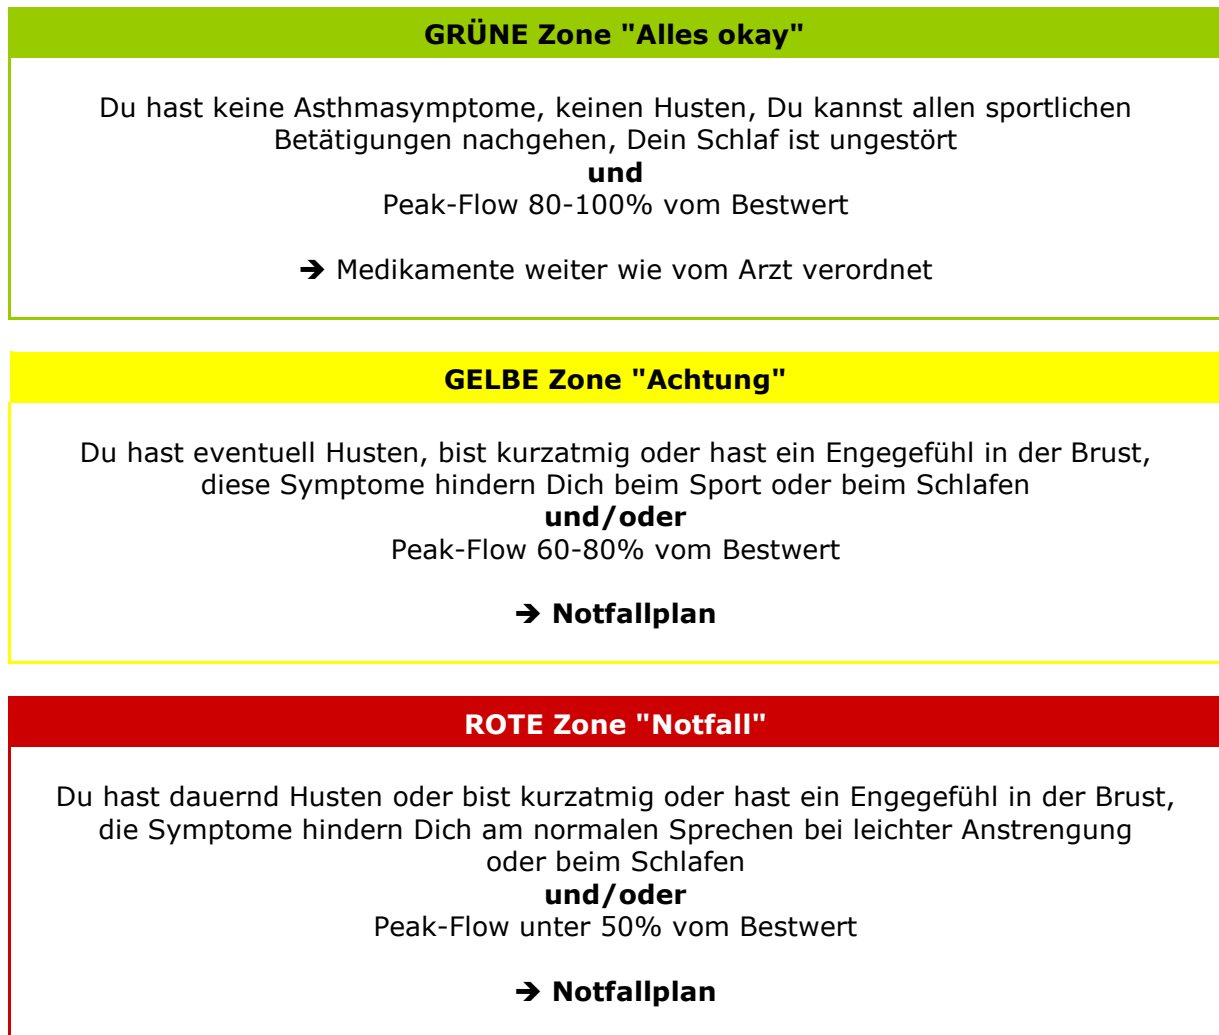 GRÜNE Zone "Alles okay"
Du hast keine Asthmasymptome, keinen Husten, Du kannst allen sportlichen
Betätigungen nachgehen, Dein Schlaf ist ungestört
und
Peak-Flow 80-100% vom Bestwert
➔ Medikamente weiter wie vom Arzt verordnet
GELBE Zone "Achtung"
Du hast eventuell Husten, bist kurzatmig oder hast ein Engegefühl in der Brust,
diese Symptome hindern Dich beim Sport oder beim Schlafen
und/oder
Peak-Flow 60-80% vom Bestwert
➔ Notfallplan
ROTE Zone "Notfall"
Du hast dauernd Husten oder bist kurzatmig oder hast ein Engegefühl in der Brust,
die Symptome hindern Dich am normalen Sprechen bei leichter Anstrengung
oder beim Schlafen
und/oder
Peak-Flow unter 50% vom Bestwert
➔ Notfallplan